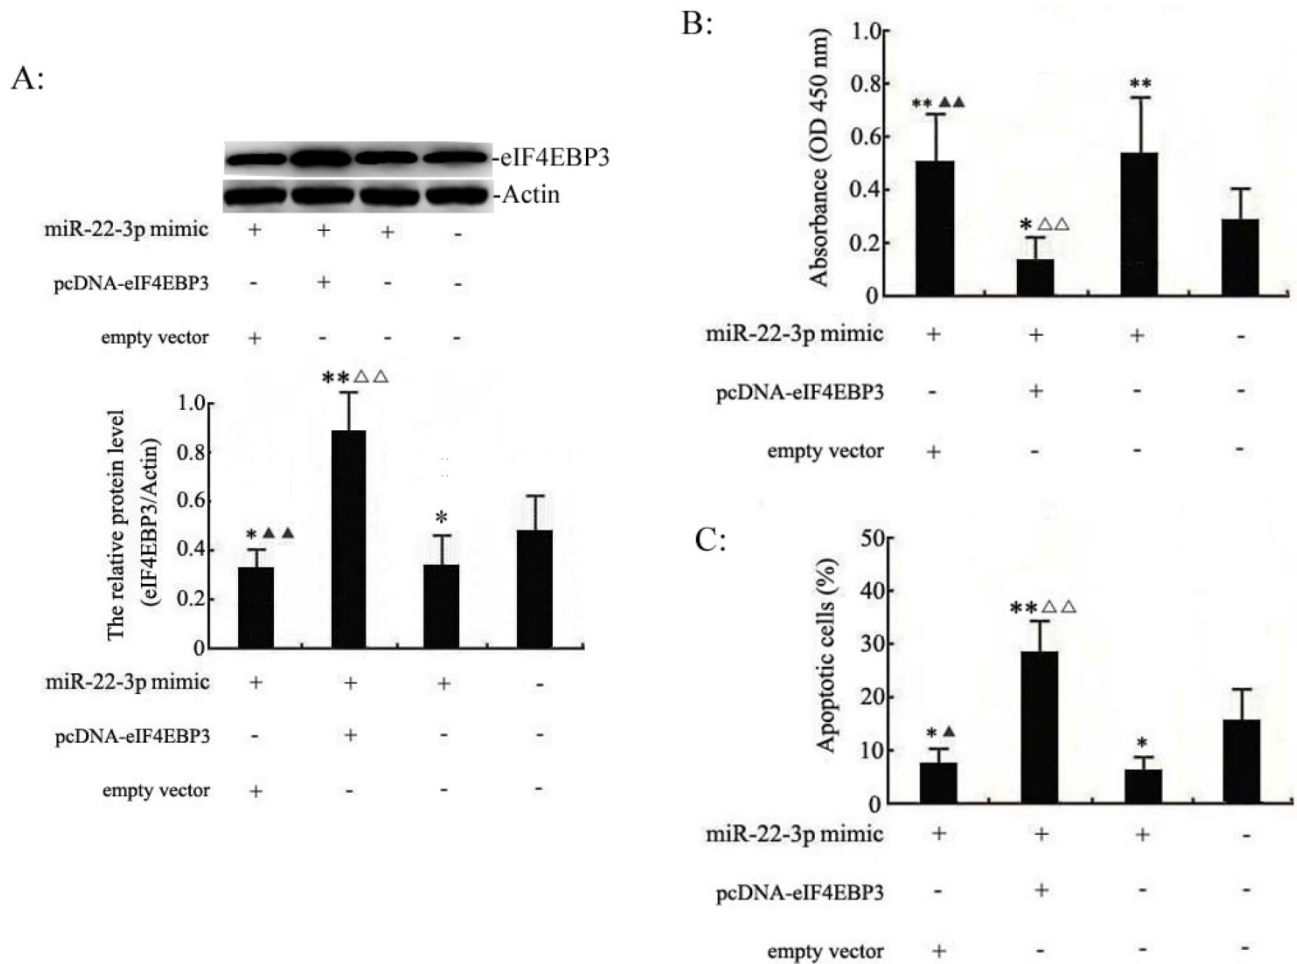 A:
-eIF4EBP3
-Actin
miR-22-3p mimic + + + -
pcDNA-eIF4EBP3 - + - -
empty vector + - - -
The relative protein level
(eIF4EBP3/Actin)
1.0
0.8
0.6
0.4
0.2
0
* ▲ ▲
** △ △
*
miR-22-3p mimic + + + -
pcDNA-eIF4EBP3 - + - -
empty vector + - - -
B:
Absorbance (OD 450 nm)
1.0
0.8
0.6
0.4
0.2
0
** ▲▲
* △△
**
miR-22-3p mimic + + + -
pcDNA-eIF4EBP3 - + - -
empty vector + - - -
C:
Apoptotic cells (%)
50
40
30
20
10
0
* ▲
** △ △
*
miR-22-3p mimic + + + -
pcDNA-eIF4EBP3 - + - -
empty vector + - - -